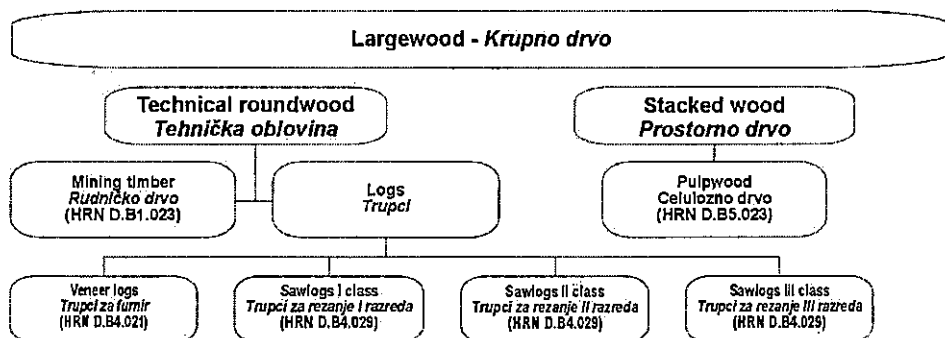 Largewood - Krupno drvo
Technical roundwood
Tehnička oblovina
Stacked wood
Prostorno drvo
Mining timber
Rudničko drvo
(HRN D.B1.023)
Logs
Trupci
Pulpwood
Celulozno drvo
(HRN D.B5.023)
Veneer logs
Trupci za furnir
(HRN D.B4.021)
Sawlogs I class
Trupci za rezanje I razreda
(HRN D.B4.029)
Sawlogs II class
Trupci za rezanje II razreda
(HRN D.B4.029)
Sawlogs III class
Trupci za rezanje III razreda
(HRN D.B4.029)